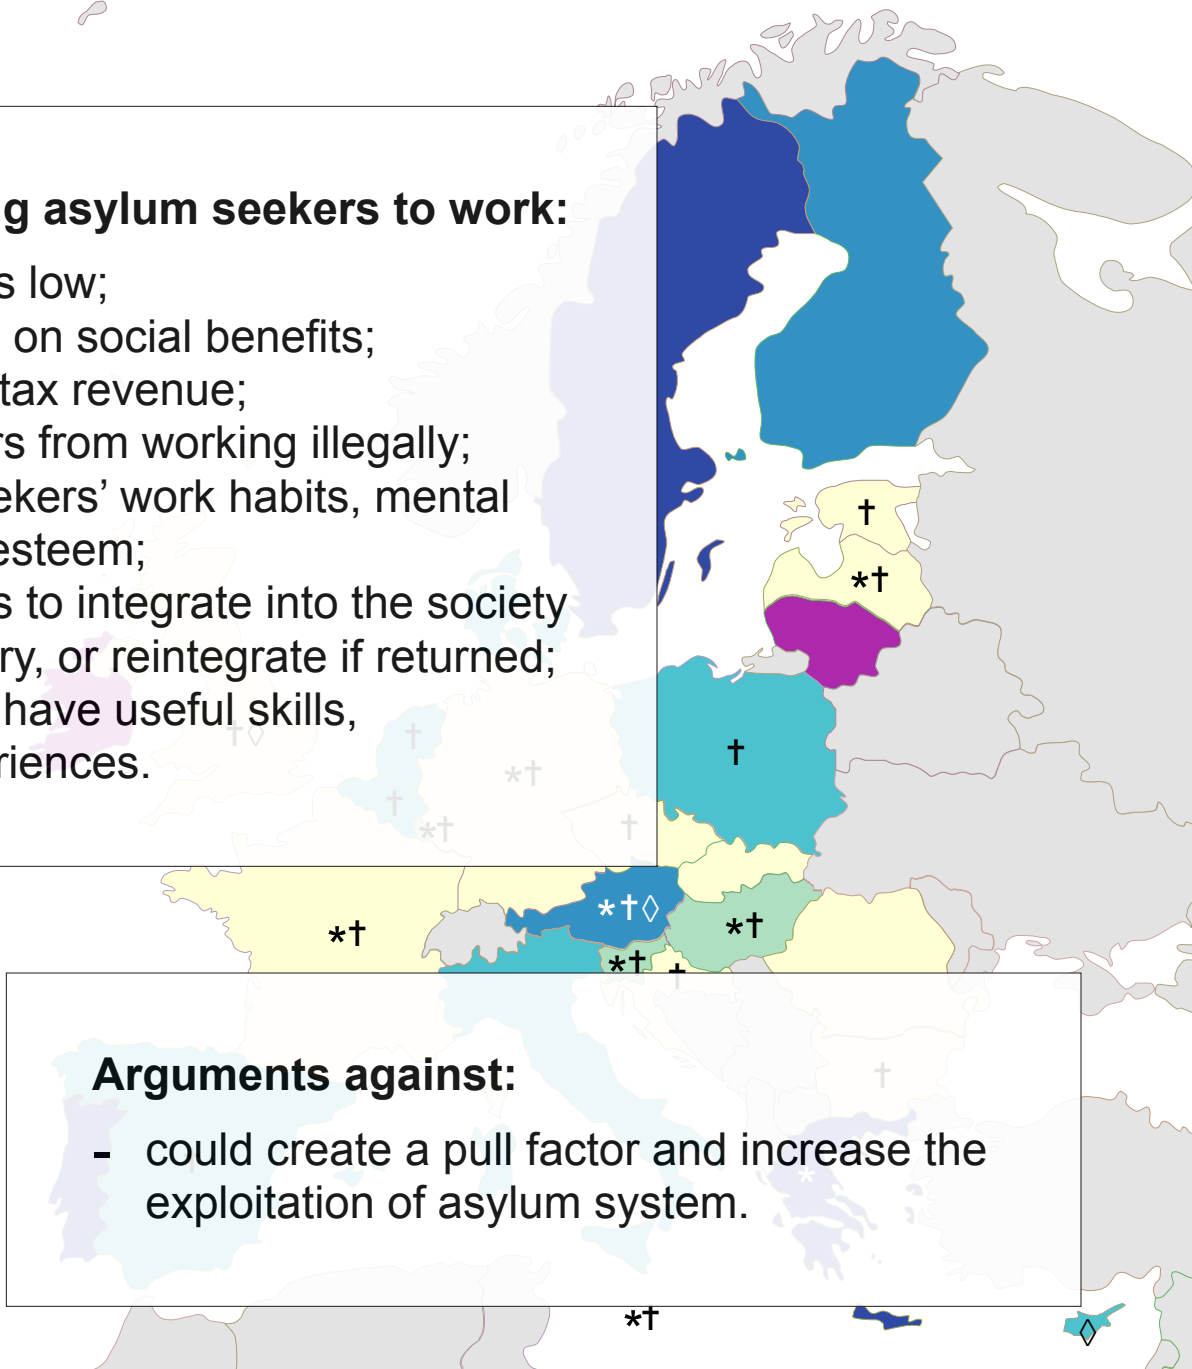 g asylum seekers to work:
s low;
on social benefits;
tax revenue;
rs from working illegally;
ekers’ work habits, mental
esteem;
s to integrate into the society
ry, or reintegrate if returned;
have useful skills,
riences.
†
*†
†
†◊
†
*†
†
*†
†
*†◊
*†
*†
*†
†
Arguments against:
- could create a pull factor and increase the
exploitation of asylum system.
†
†
*
*†
◊